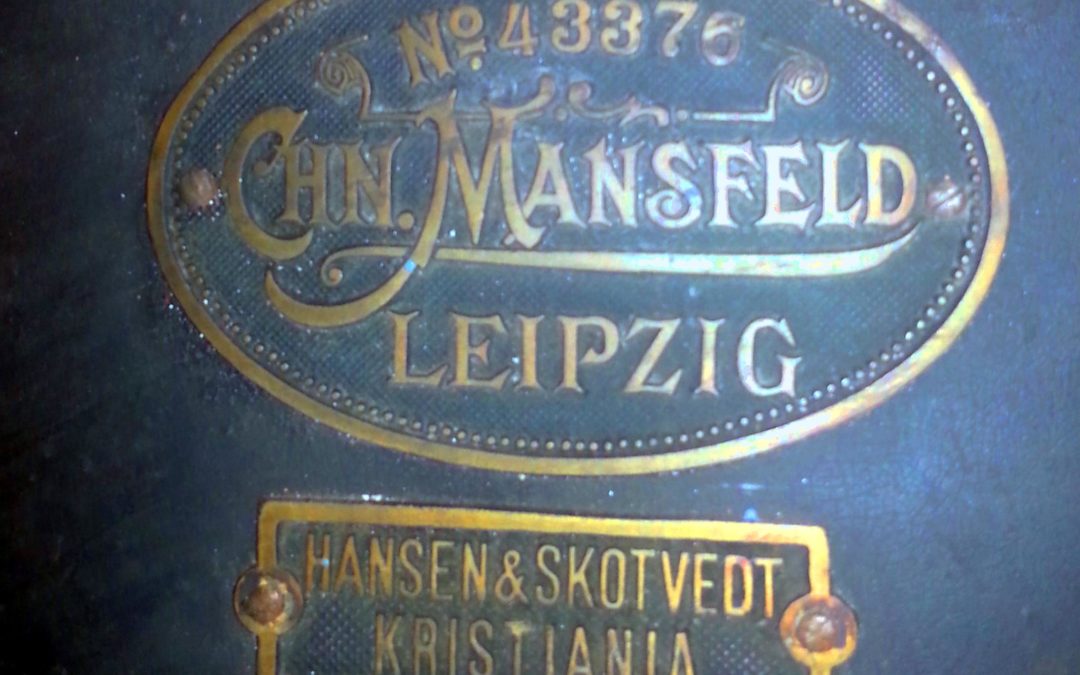 No 43376
CHN. MANSFELD
LEIPZIG
HANSEN & SKOTVEDT
KRISTIANIA